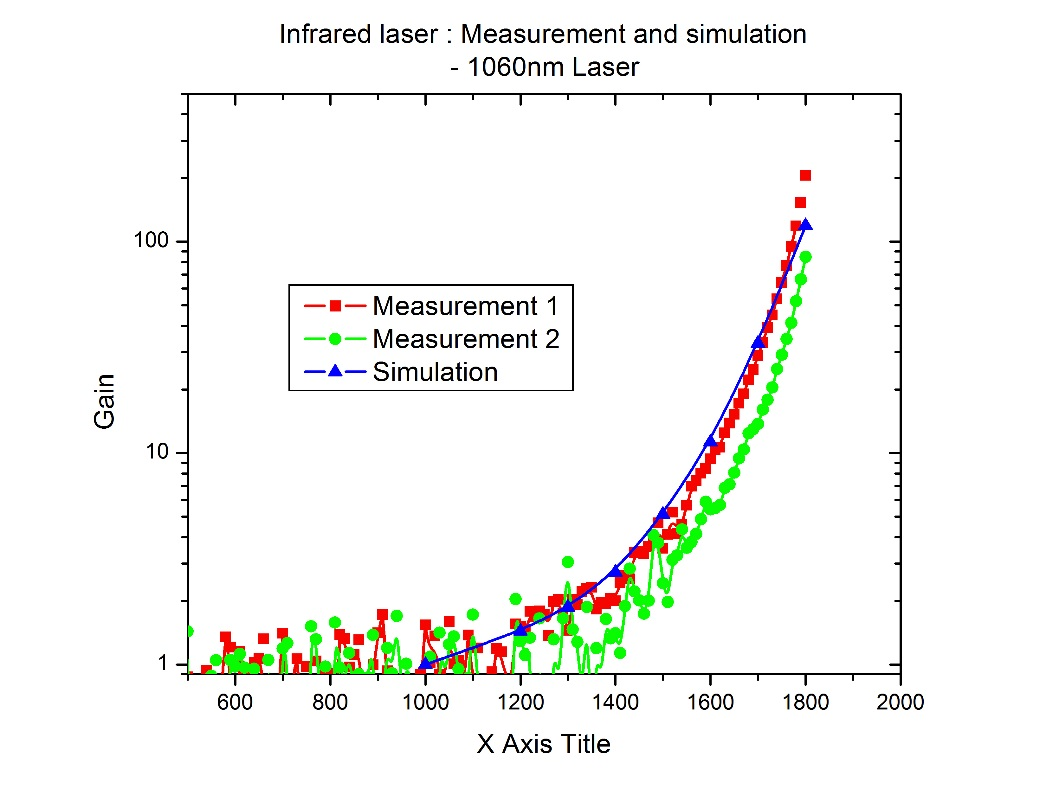 Infrared laser : Measurement and simulation
- 1060nm Laser
100
10
1
Gain
Measurement 1
Measurement 2
Simulation
600 800 1000 1200 1400 1600 1800 2000
X Axis Title